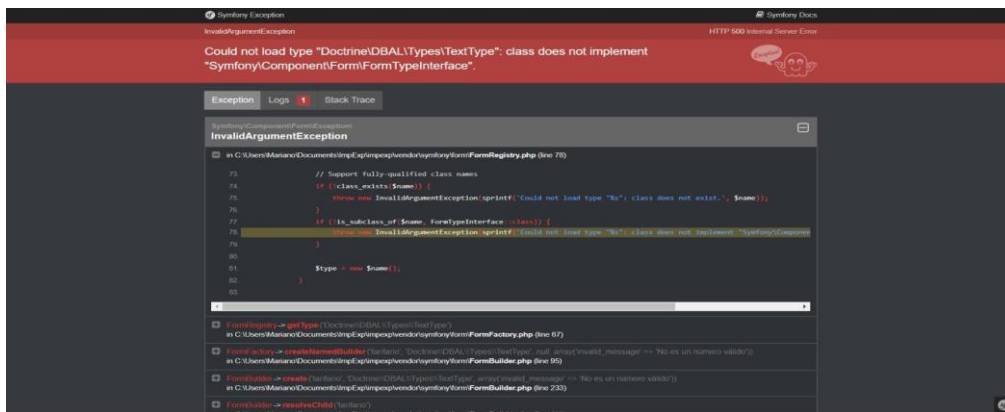 Symfony Exception
Symfony Docs
InvalidArgumentException
HTTP 500 Internal Server Error
Could not load type "Doctrine\DBAL\Types\TextType": class does not implement
"Symfony\Component\Form\FormTypeInterface".
Exception
Logs 1
Stack Trace
Symfony\Component\Form\Exception\
InvalidArgumentException
in C:\Users\Mariano\Documents\ImpExp\impexp\vendor\symfony\form\FormRegistry.php (line 78)
73. // Support fully-qualified class names
74. if (!class_exists($name)) {
75. throw new InvalidArgumentException(sprintf('Could not load type "%s": class does not exist.', $name));
76. }
77. if (!is_subclass_of($name, FormTypeInterface::class)) {
78. throw new InvalidArgumentException(sprintf('Could not load type "%s": class does not implement "Symfony\Componen
79. }
80.
81. $type = new $name();
82. }
83.
FormRegistry->getType('Doctrine\\DBAL\\Types\\TextType')
in C:\Users\Mariano\Documents\ImpExp\impexp\vendor\symfony\form\FormFactory.php (line 67)
FormFactory->createNamedBuilder('tarifario', 'Doctrine\\DBAL\\Types\\TextType', null, array('invalid_message' => 'No es un número válido'))
in C:\Users\Mariano\Documents\ImpExp\impexp\vendor\symfony\form\FormBuilder.php (line 95)
FormBuilder->create('tarifario', 'Doctrine\\DBAL\\Types\\TextType', array('invalid_message' => 'No es un número válido'))
in C:\Users\Mariano\Documents\ImpExp\impexp\vendor\symfony\form\FormBuilder.php (line 233)
FormBuilder->resolveChild('tarifario')